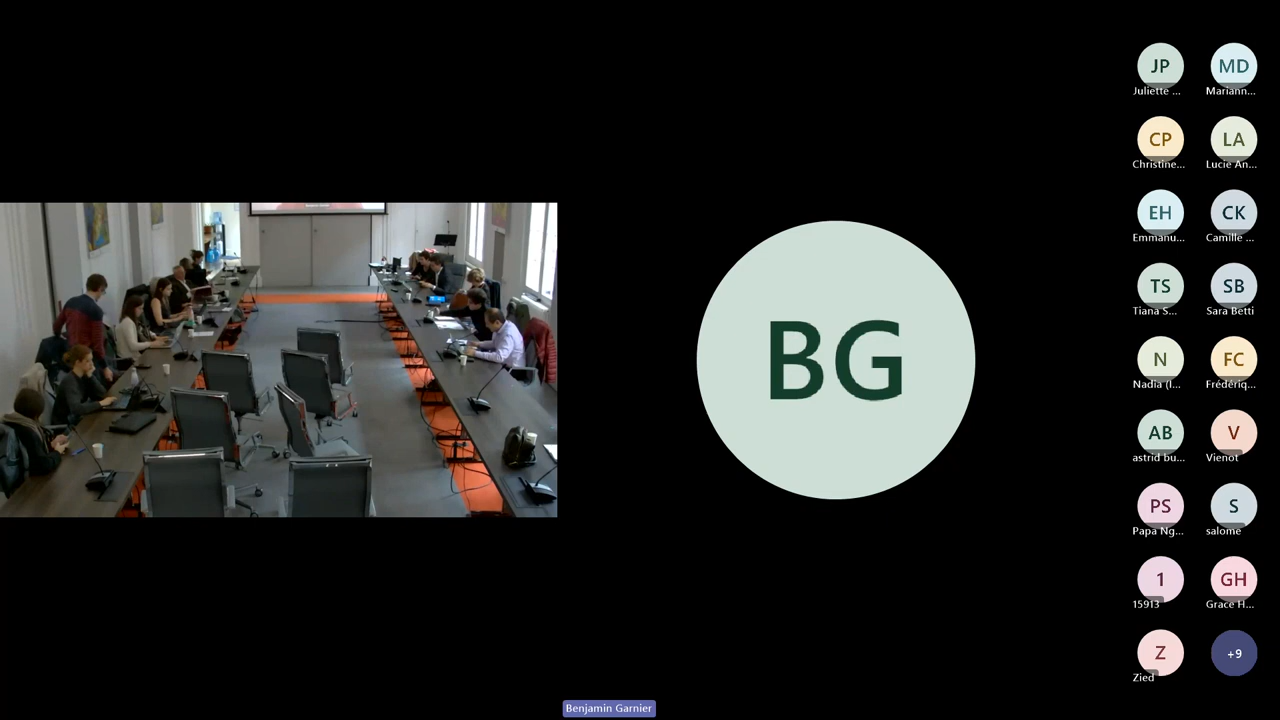 JP MD
Juliette ... Mariann...
CP LA
Christine... Lucie An...
EH CK
Emmanu... Camille ...
TS SB
Tiana S... Sara Betti
N FC
Nadia (l... Frédériq...
BG
AB V
astrid bu... Vienot
PS S
Papa Ng... salome
1 GH
15913 Grace H...
Z +9
Zied
Benjamin Garnier